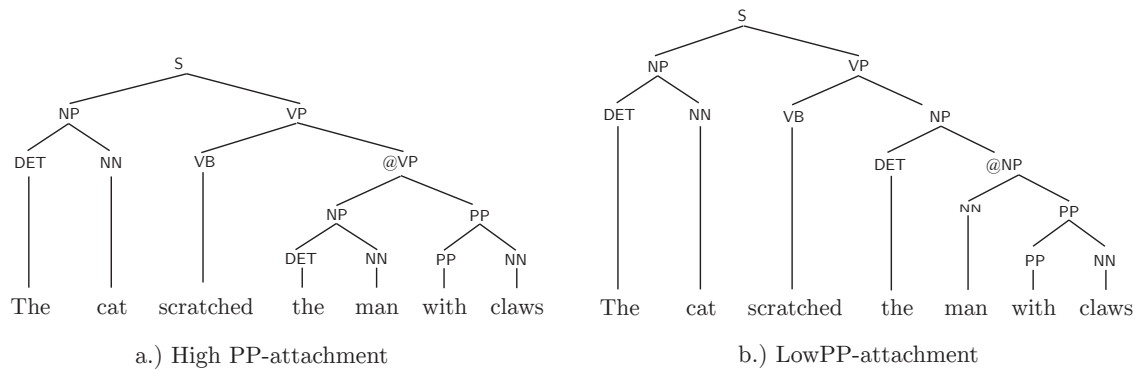 S
NP VP
DET NN VB @VP
NP PP
DET NN PP NN
The cat scratched the man with claws
a.) High PP-attachment
S
NP VP
DET NN VB NP
DET @NP
NN PP
PP NN
The cat scratched the man with claws
b.) LowPP-attachment